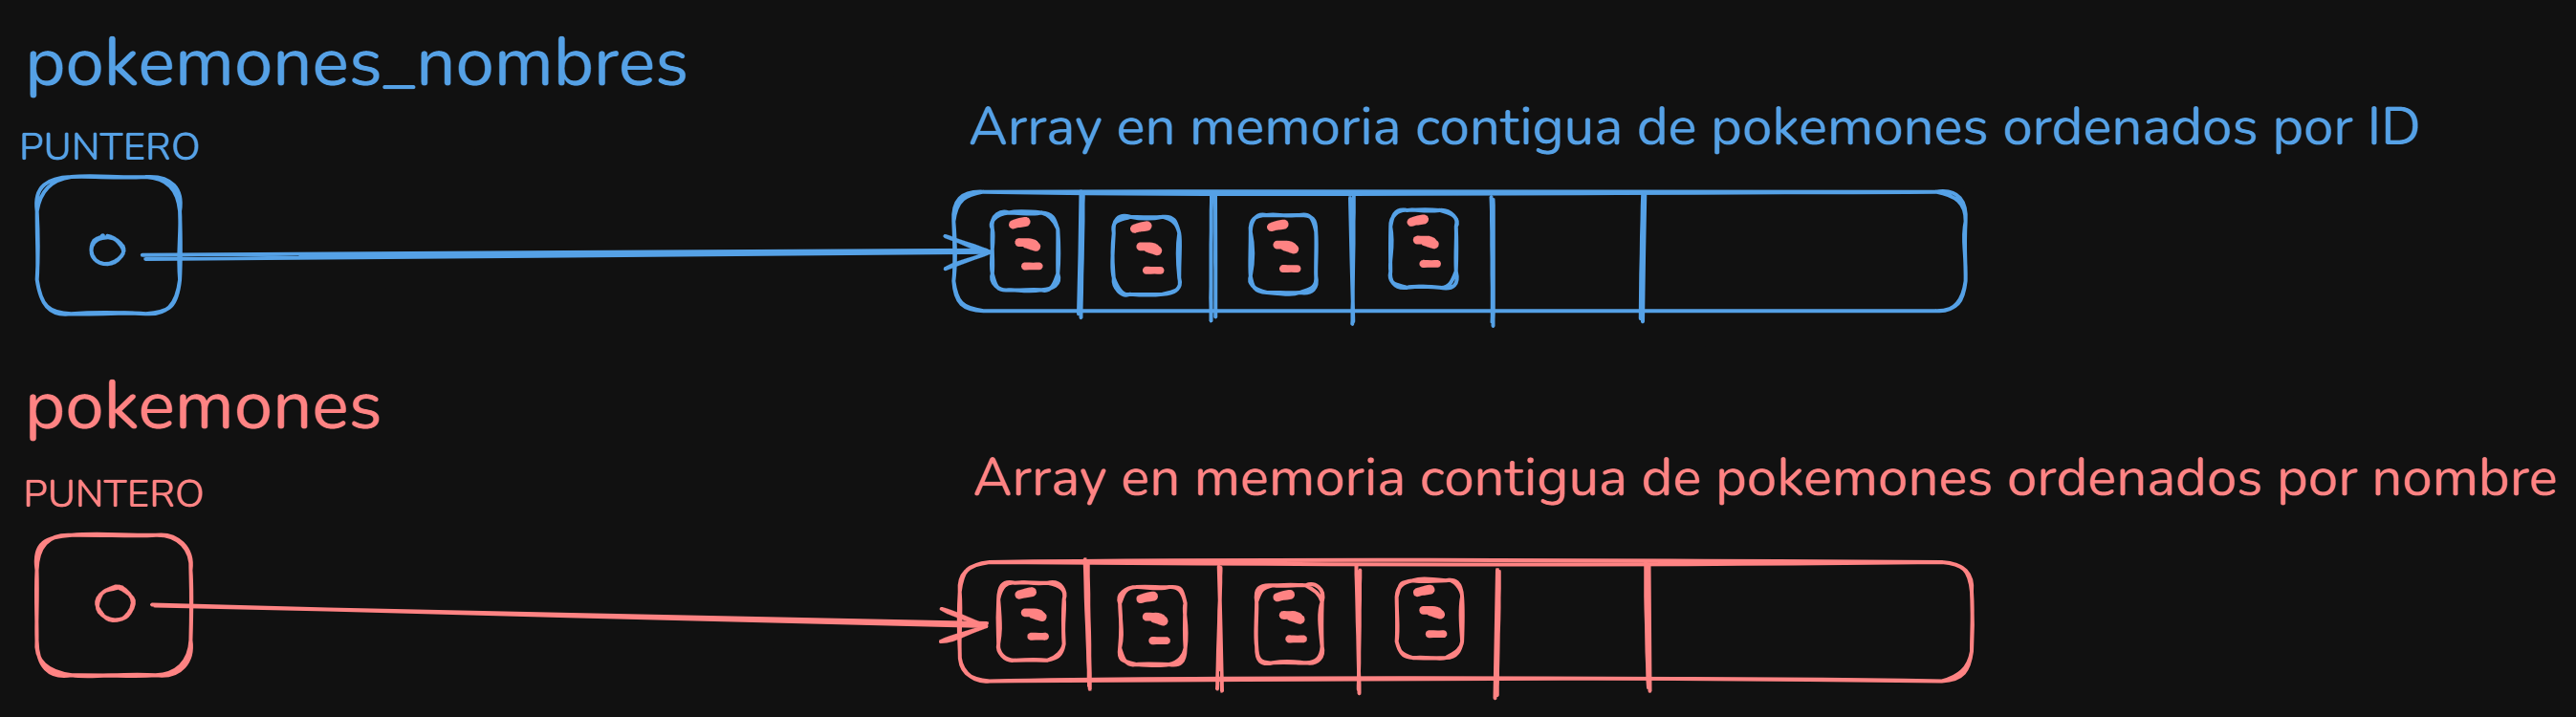 pokemones_nombres
Array en memoria contigua de pokemones ordenados por ID
PUNTERO
pokemones
Array en memoria contigua de pokemones ordenados por nombre
PUNTERO